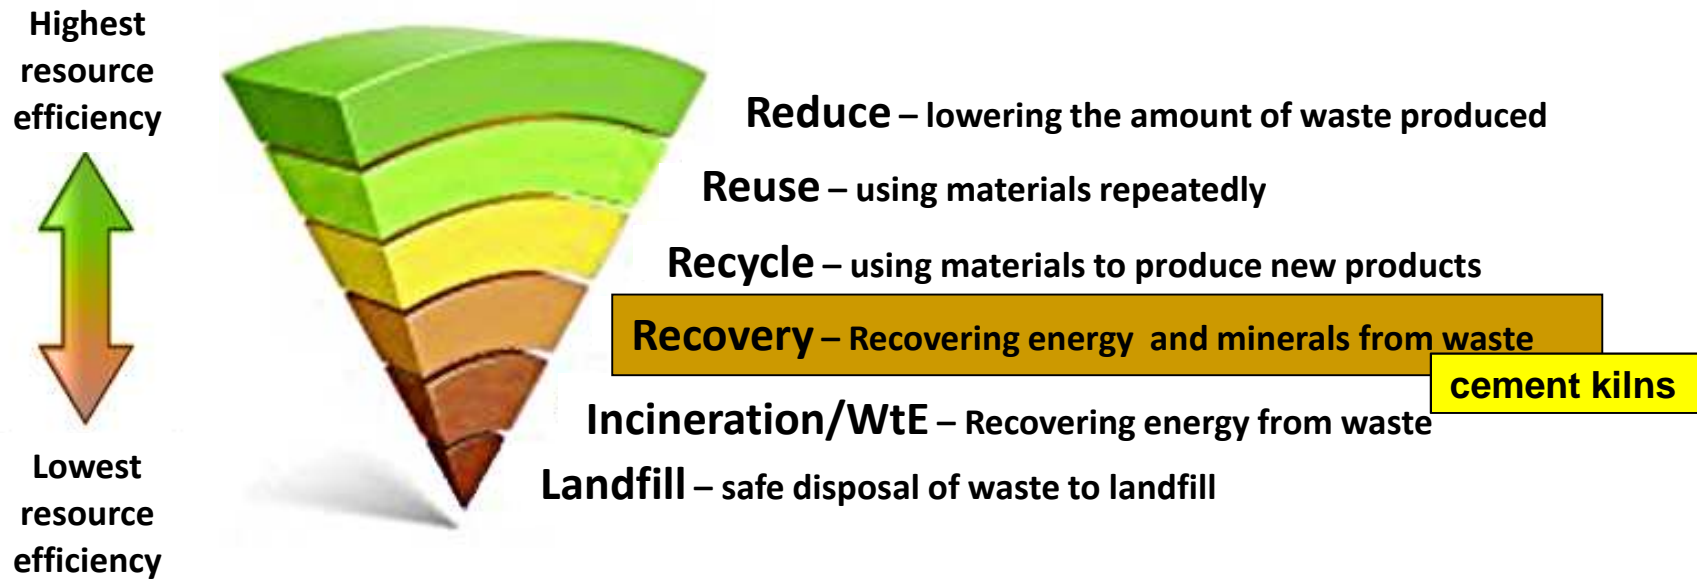 Highest
resource
efficiency
Reduce – lowering the amount of waste produced
Reuse – using materials repeatedly
Recycle – using materials to produce new products
Recovery – Recovering energy and minerals from waste
cement kilns
Incineration/WtE – Recovering energy from waste
Landfill – safe disposal of waste to landfill
Lowest
resource
efficiency